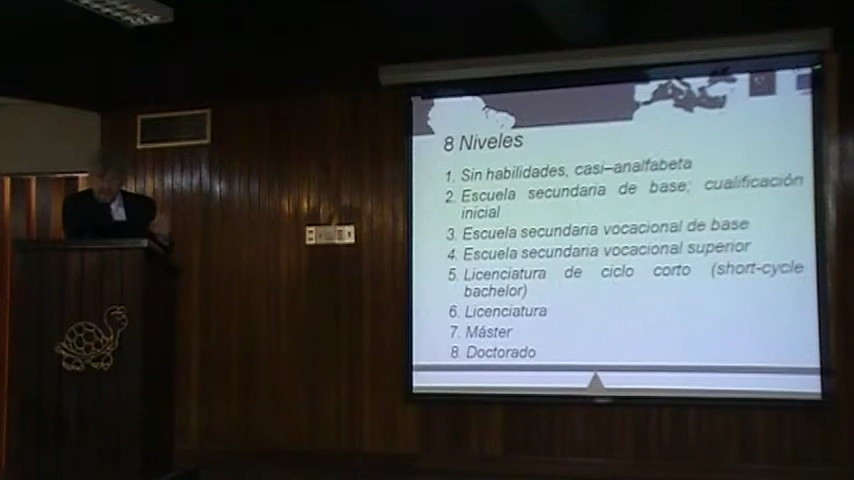 8 Niveles
1. Sin habilidades, casi–analfabeta
2. Escuela secundaria de base; cualificación
inicial
3. Escuela secundaria vocacional de base
4. Escuela secundaria vocacional superior
5. Licenciatura de ciclo corto (short-cycle
bachelor)
6. Licenciatura
7. Máster
8. Doctorado